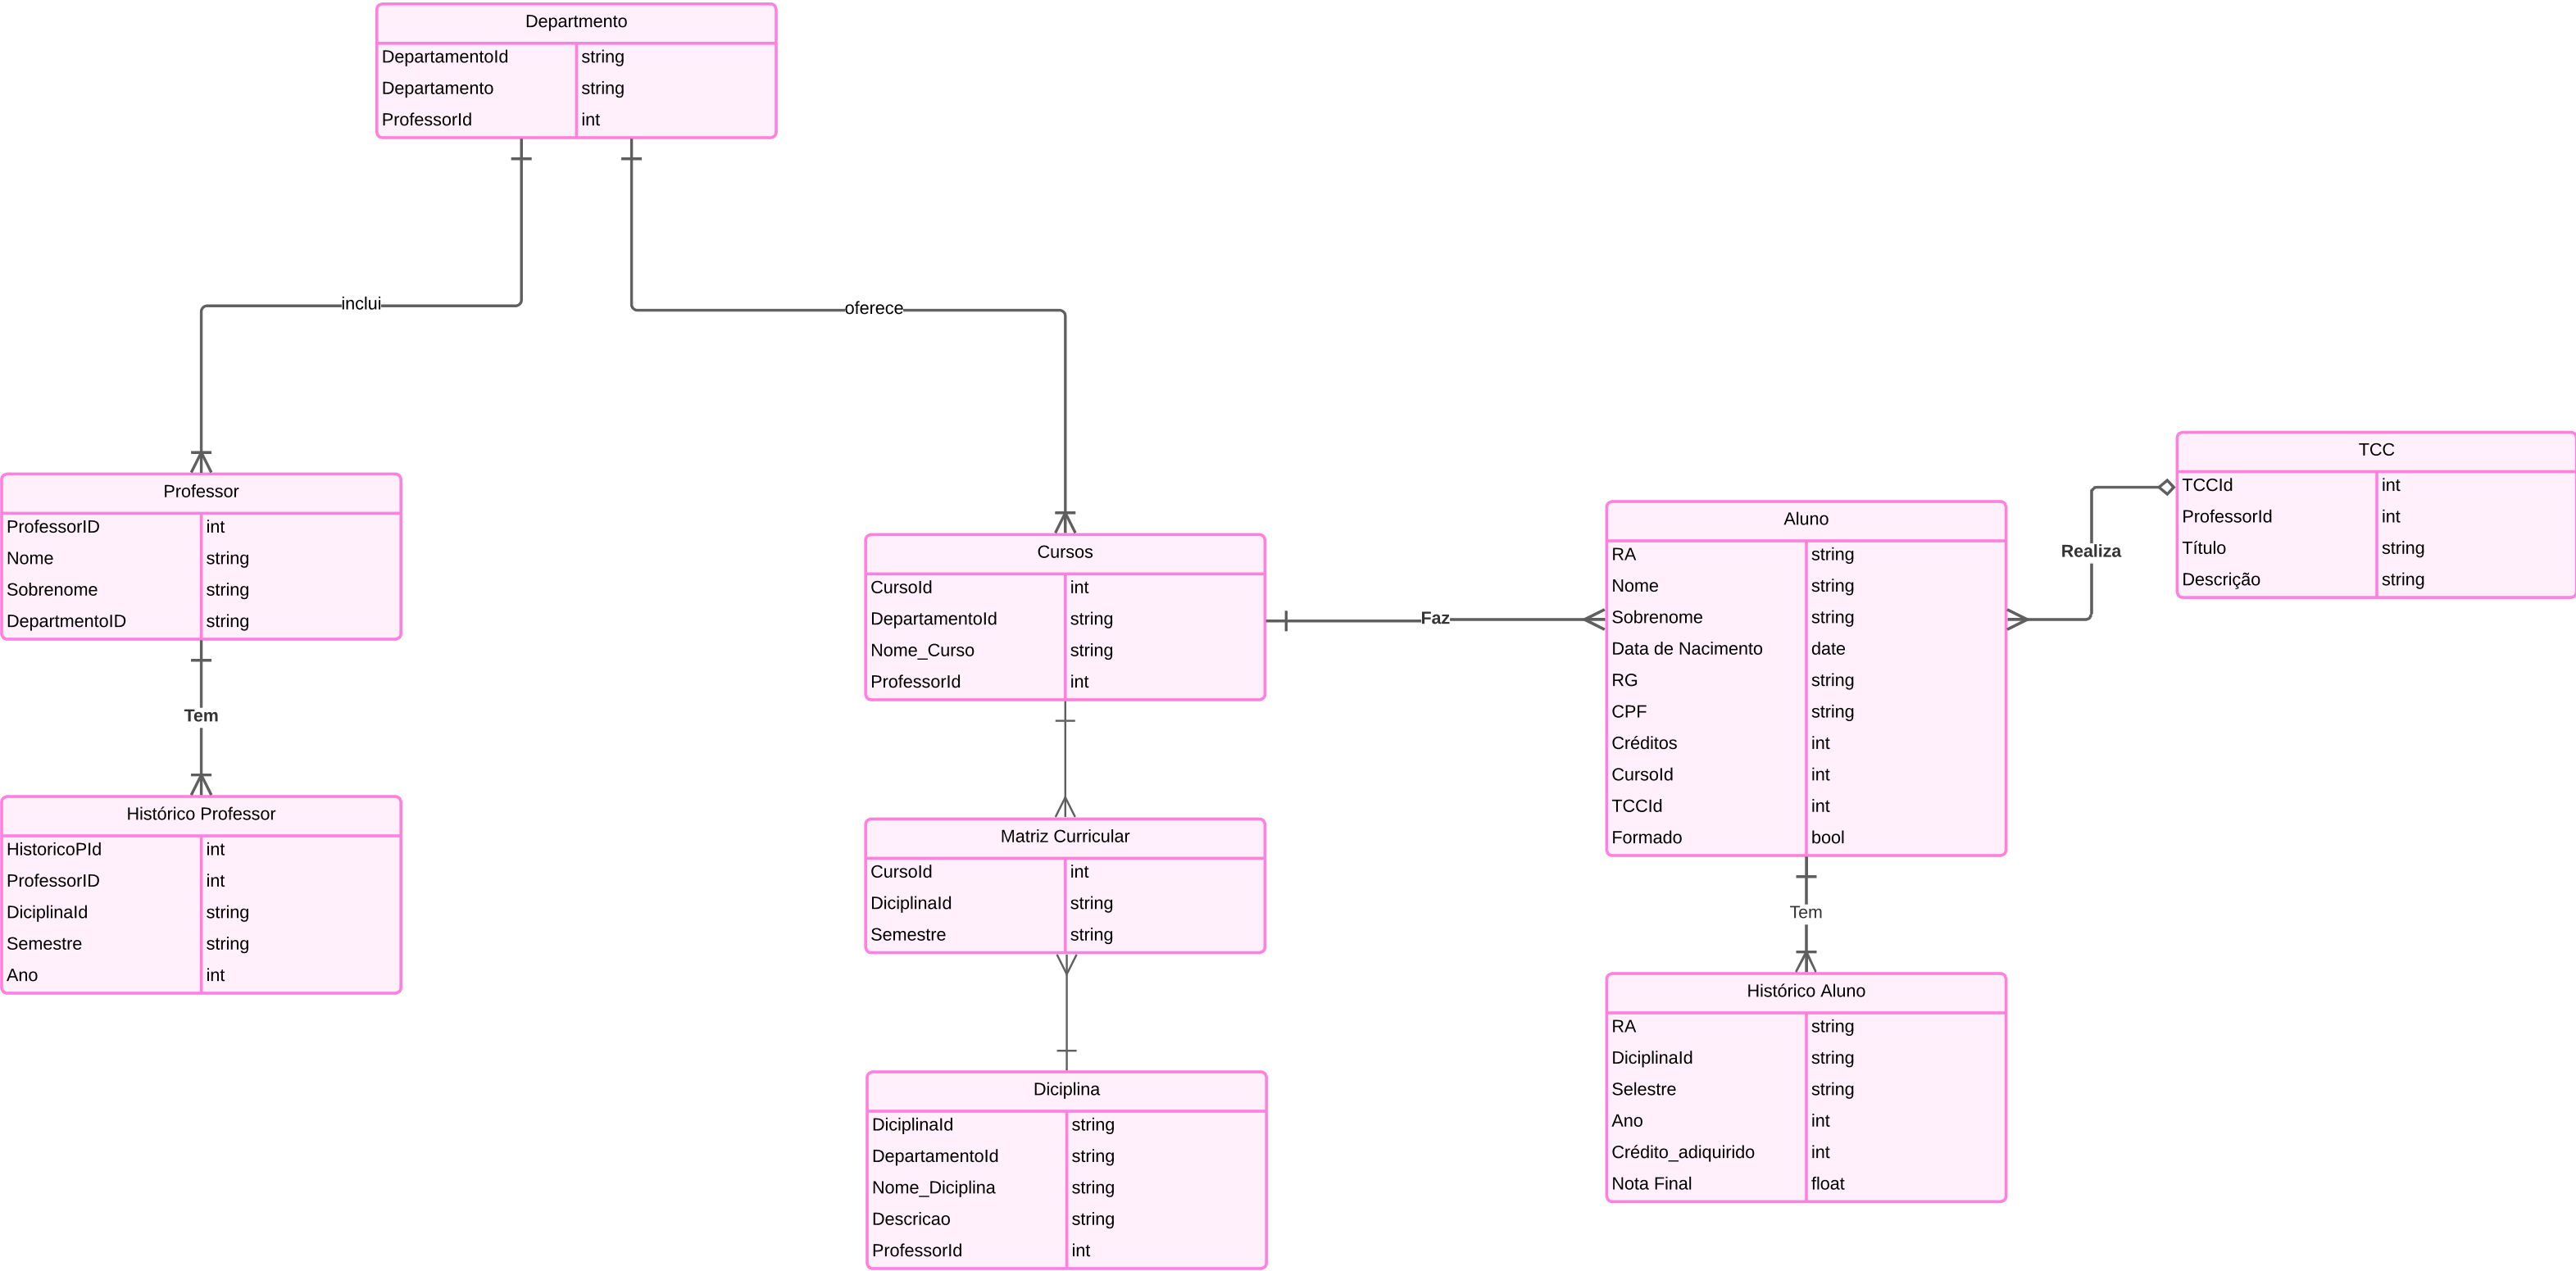 Departmento
DepartamentoId string
Departamento string
ProfessorId int
inclui
oferece
Professor
ProfessorID int
Nome string
Sobrenome string
DepartmentoID string
Tem
Histórico Professor
HistoricoPId int
ProfessorID int
DiciplinaId string
Semestre string
Ano int
Cursos
CursoId int
DepartamentoId string
Nome_Curso string
ProfessorId int
Matriz Curricular
CursoId int
DiciplinaId string
Semestre string
Diciplina
DiciplinaId string
DepartamentoId string
Nome_Diciplina string
Descricao string
ProfessorId int
Faz
Aluno
RA string
Nome string
Sobrenome string
Data de Nacimento date
RG string
CPF string
Créditos int
CursoId int
TCCId int
Formado bool
Tem
Histórico Aluno
RA string
DiciplinaId string
Selestre string
Ano int
Crédito_adiquirido int
Nota Final float
Realiza
TCC
TCCId int
ProfessorId int
Título string
Descrição string